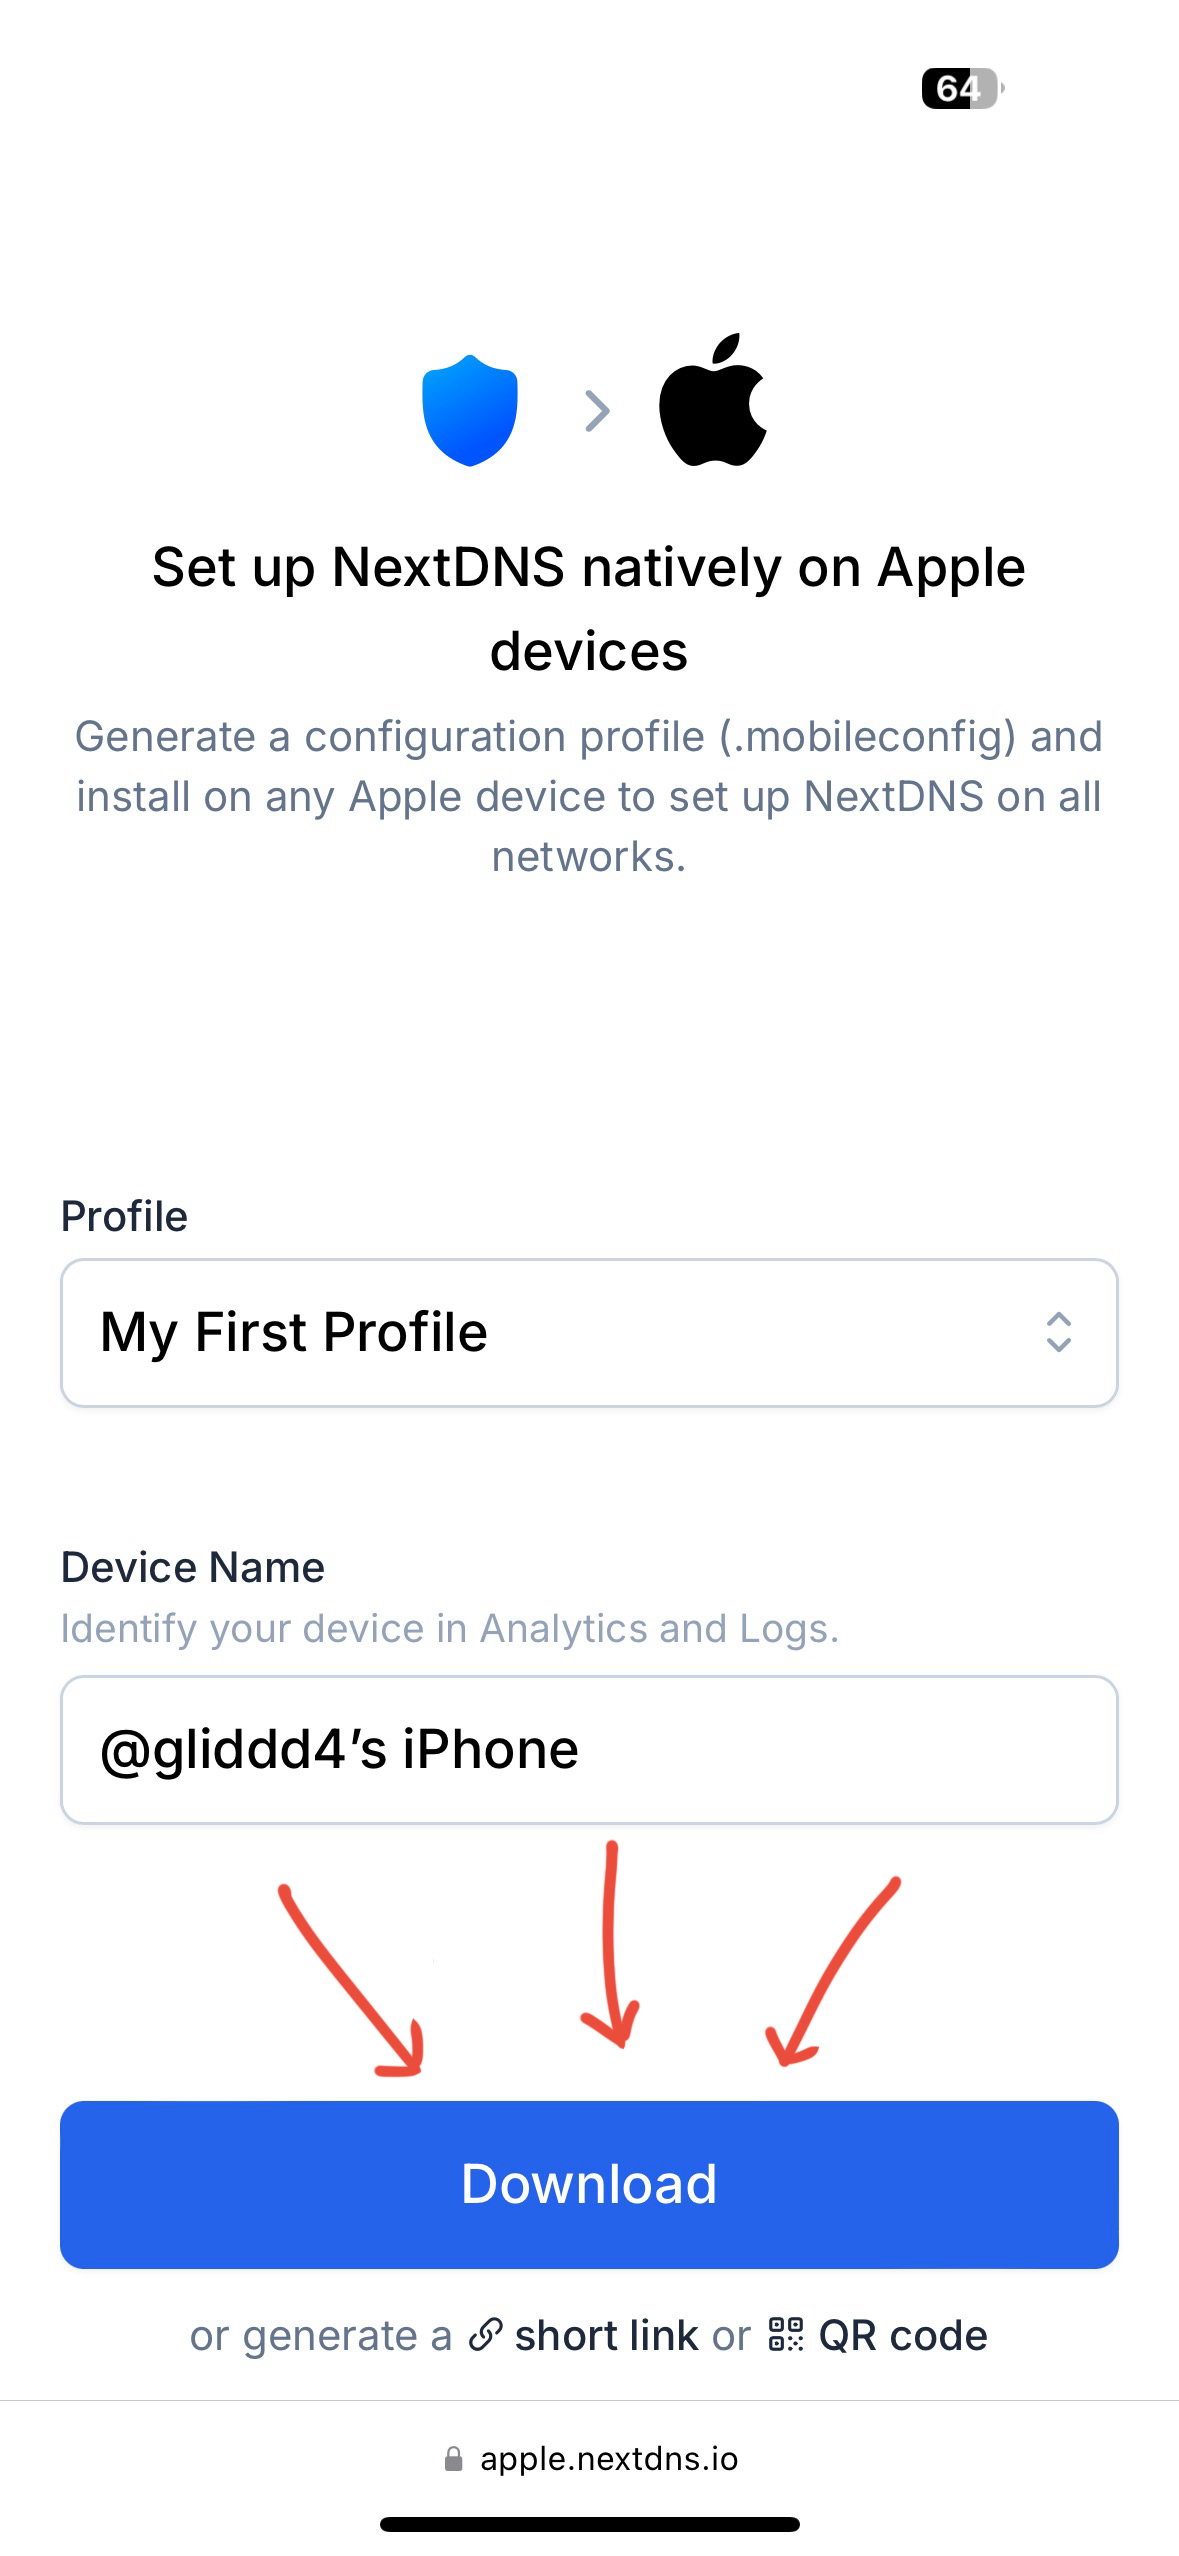 64
Set up NextDNS natively on Apple
devices
Generate a configuration profile (.mobileconfig) and
install on any Apple device to set up NextDNS on all
networks.
Profile
My First Profile
Device Name
Identify your device in Analytics and Logs.
@gliddd4’s iPhone
Download
or generate a short link or QR code
apple.nextdns.io